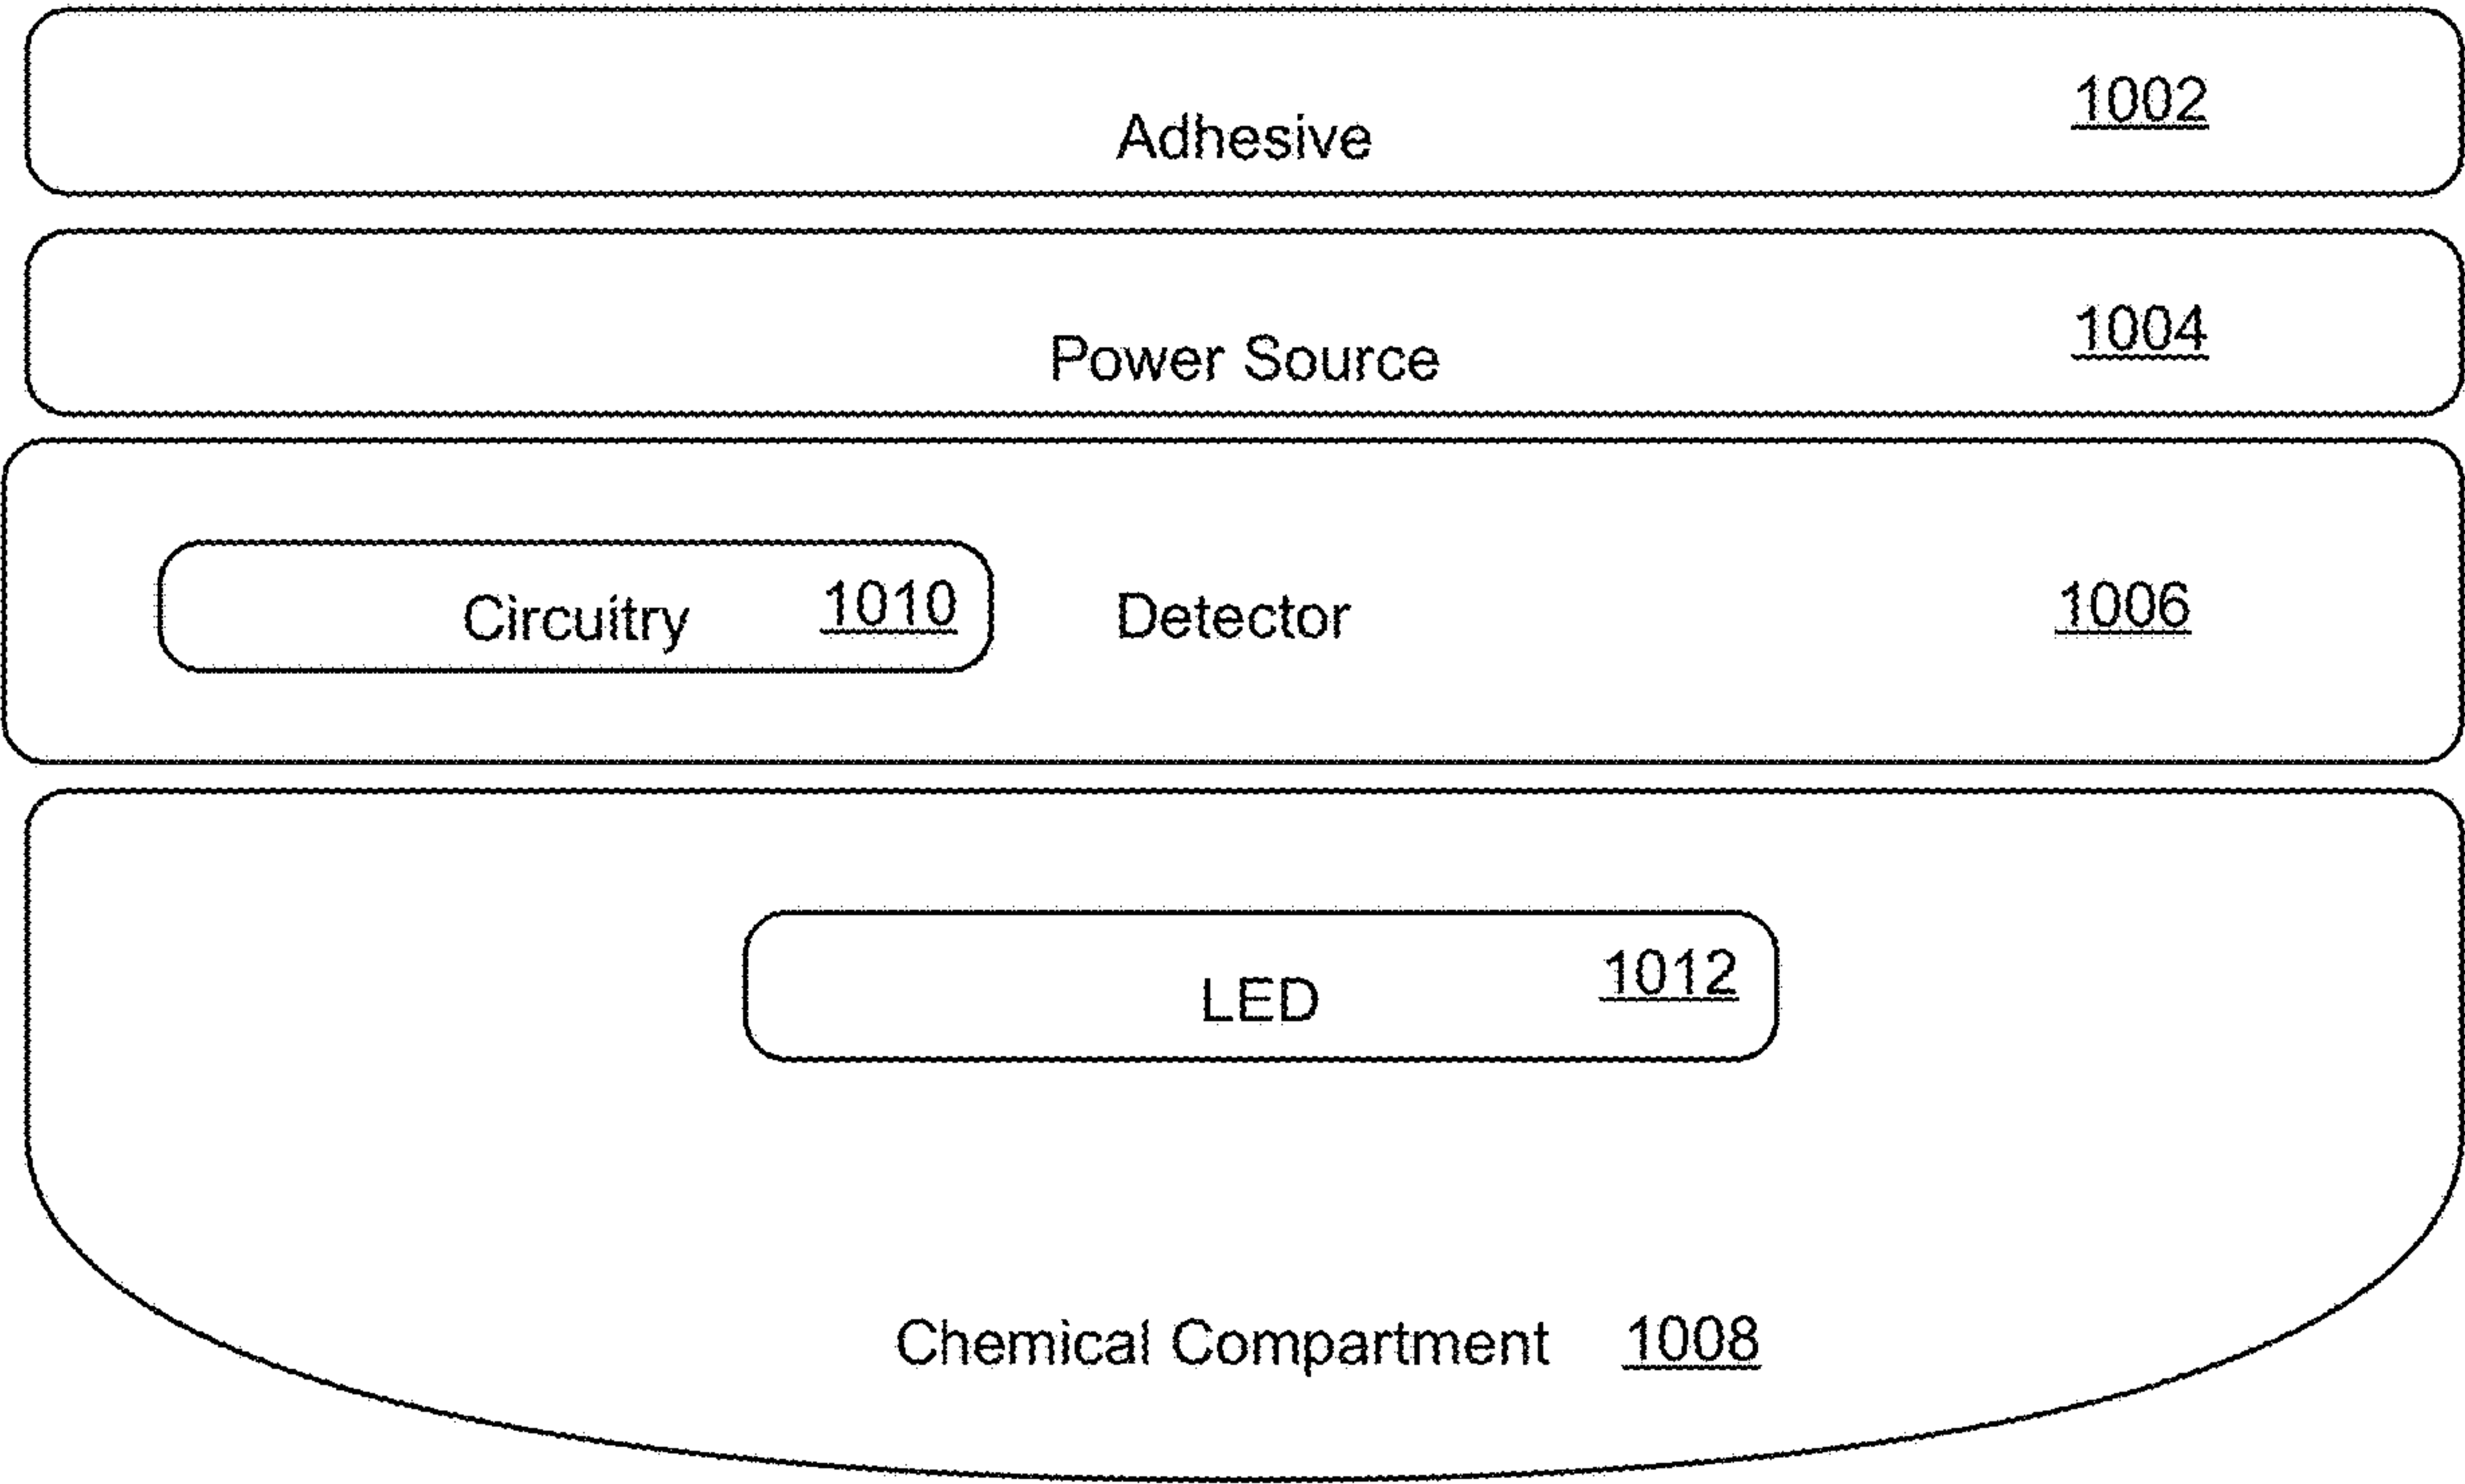 Adhesive 1002
Power Source 1004
Circuitry 1010 Detector 1006
LED 1012
Chemical Compartment 1008